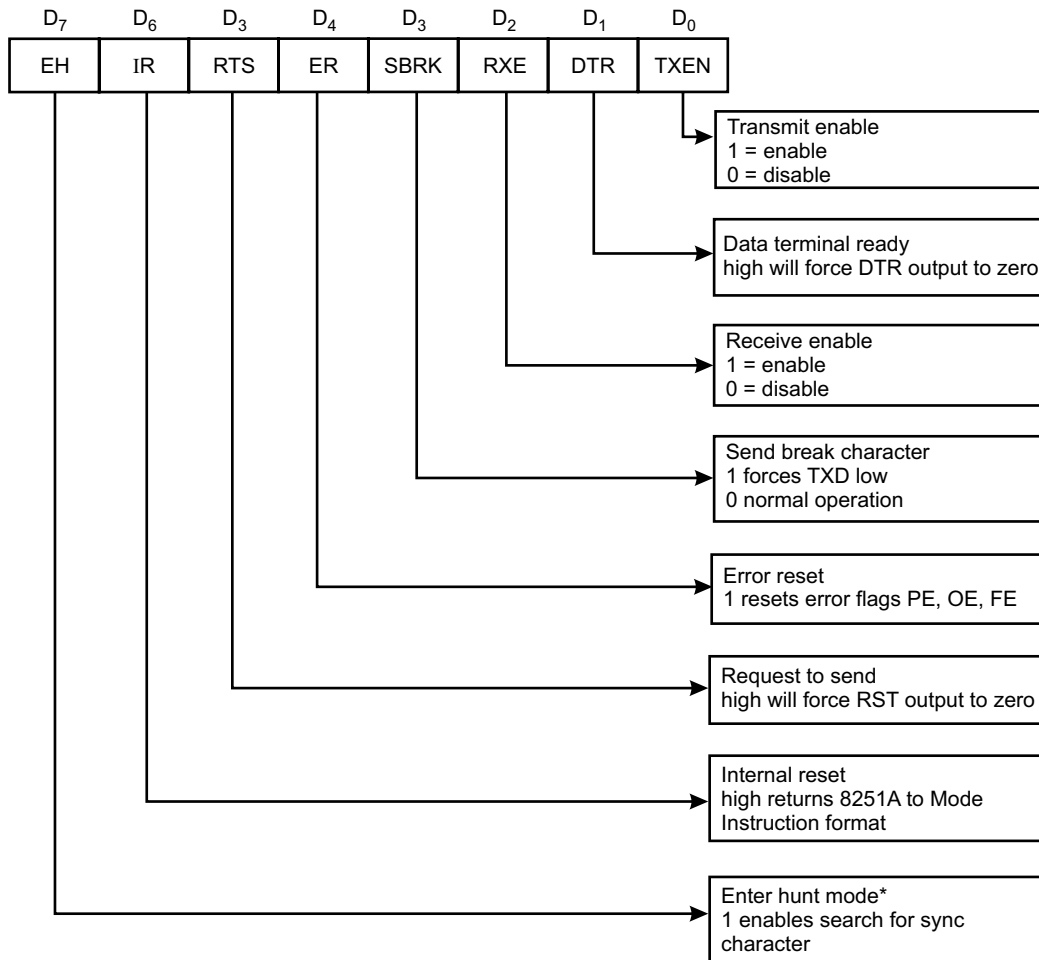 D7 D6 D3 D4 D3 D2 D1 D0
EH IR RTS ER SBRK RXE DTR TXEN
Transmit enable
1 = enable
0 = disable
Data terminal ready
high will force DTR output to zero
Receive enable
1 = enable
0 = disable
Send break character
1 forces TXD low
0 normal operation
Error reset
1 resets error flags PE, OE, FE
Request to send
high will force RST output to zero
Internal reset
high returns 8251A to Mode
Instruction format
Enter hunt mode*
1 enables search for sync
character